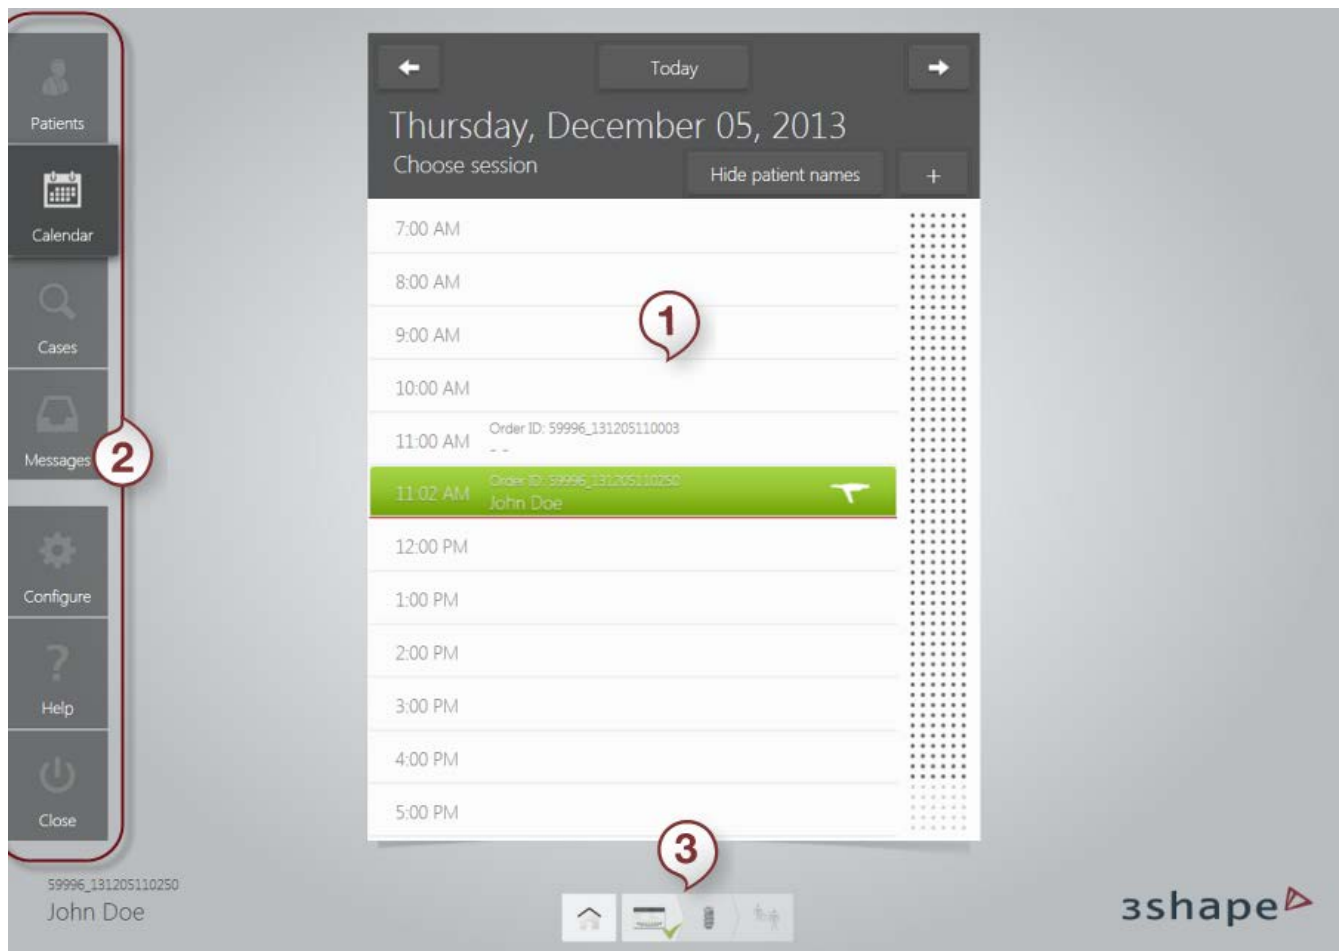 Patients
Calendar
Cases
Messages
2
Configure
Help
Close
59996_131205110250
John Doe
Today
Thursday, December 05, 2013
Choose session
Hide patient names
+
7:00 AM
8:00 AM
9:00 AM
1
10:00 AM
11:00 AM Order ID: 59996_131205110003
- -
11:02 AM Order ID: 59996_131205110250
John Doe
12:00 PM
1:00 PM
2:00 PM
3:00 PM
4:00 PM
5:00 PM
3
3shape